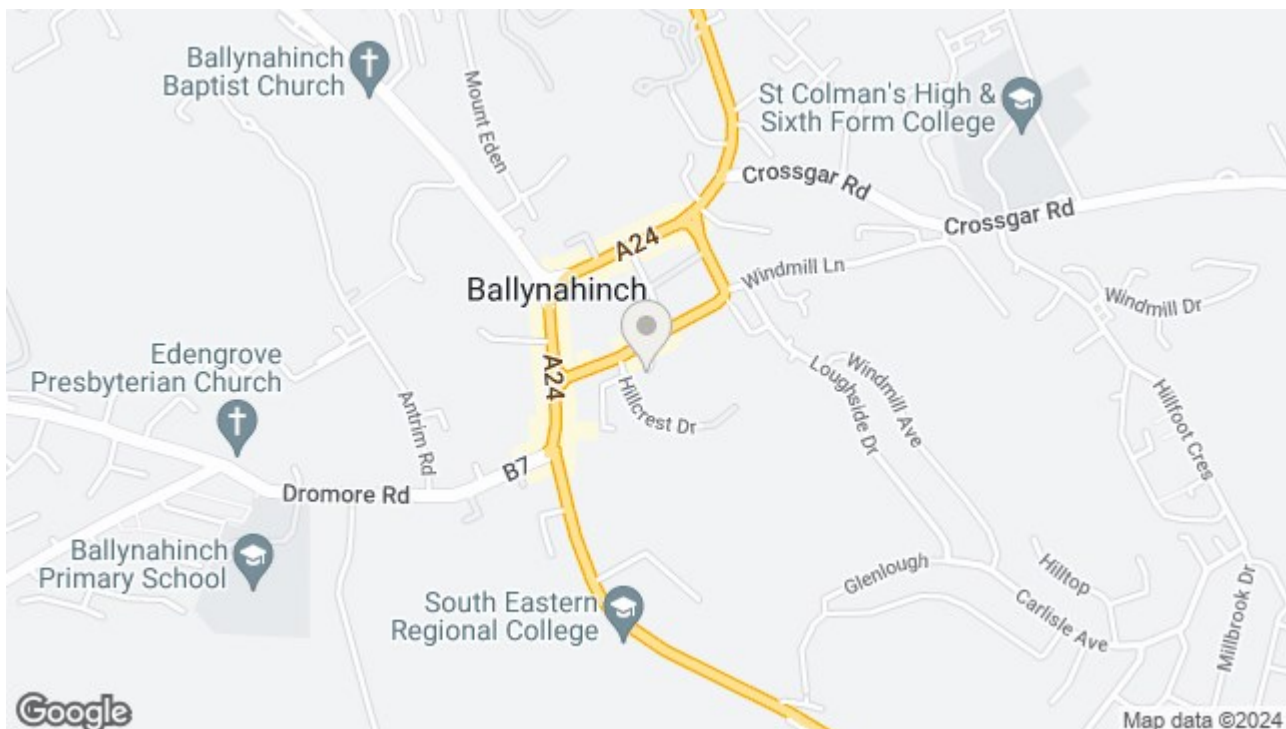 Ballynahinch
Baptist Church
Mount Eden
St Colman's High &
Sixth Form College
Crossgar Rd
Crossgar Rd
A24
Windmill Ln
Ballynahinch
Windmill Dr
Edengrove
Presbyterian Church
A24
Hillcrest Dr
Loughside Dr
Windmill Ave
Hillfoot Cres
Antrim Rd
B7
Dromore Rd
Ballynahinch
Primary School
South Eastern
Regional College
Glenlough
Hilltop
Carlisle Ave
Millbrook Dr
Google
Map data ©2024